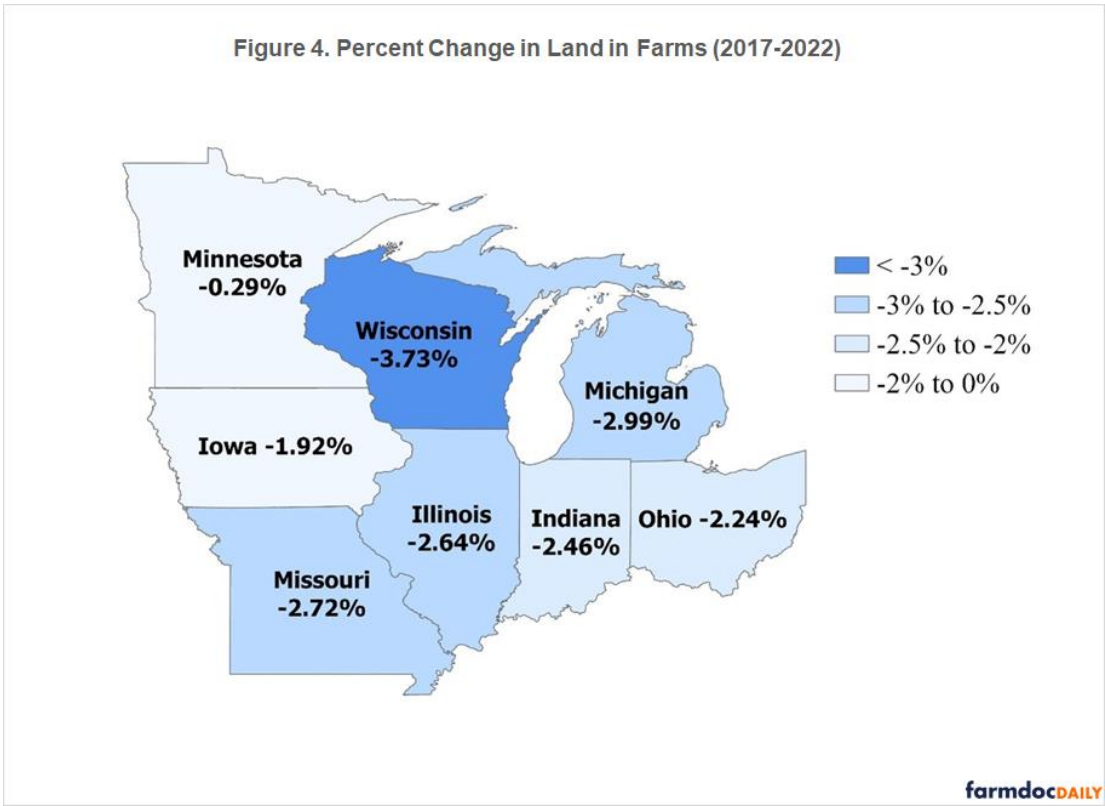 Figure 4. Percent Change in Land in Farms (2017-2022)
Minnesota
-0.29%
Wisconsin
-3.73%
Michigan
-2.99%
Iowa -1.92%
Illinois
-2.64%
Indiana
-2.46%
Ohio -2.24%
Missouri
-2.72%
< -3%
-3% to -2.5%
-2.5% to -2%
-2% to 0%
farmdocDAILY